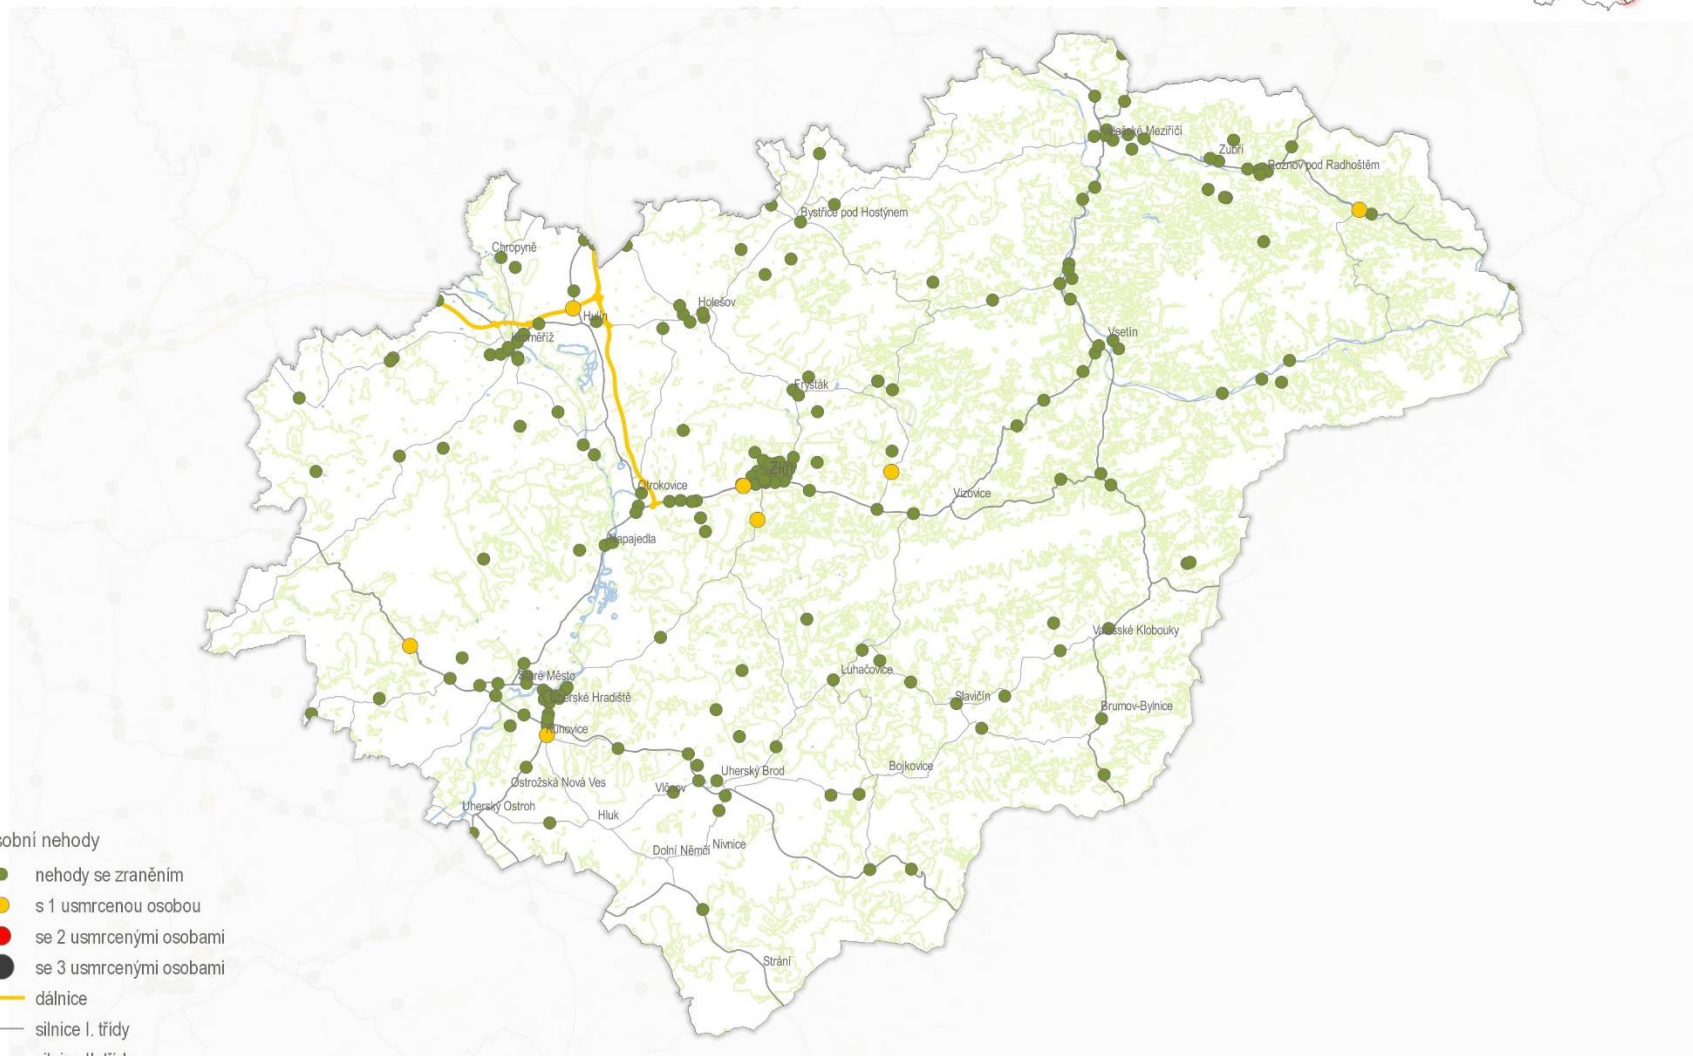 Valašské Meziříčí
Zubří
Rožnov pod Radhoštěm
Bystřice pod Hostýnem
Chropyně
Holešov
Hulín
Kroměříž
Vsetín
Fryšták
Zlín
Otrokovice
Vizovice
Napajedla
Valašské Klobouky
Luhačovice
Staré Město
Slavičín
Uherské Hradiště
Brumov-Bylnice
Kunovice
Bojkovice
Uherský Brod
Ostrožská Nová Ves
Vlčnov
Uherský Ostroh
Hluk
Nivnice
Dolní Němčí
Strání
sobní nehody
nehody se zraněním
s 1 usmrcenou osobou
se 2 usmrcenými osobami
se 3 usmrcenými osobami
dálnice
silnice I. třídy